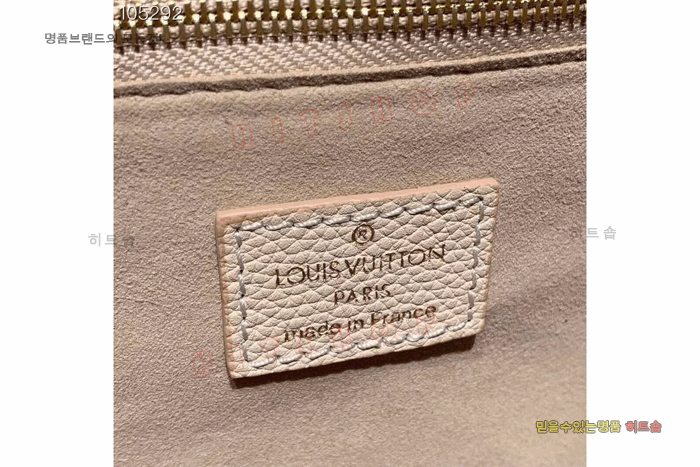 105292
명품브랜드의
히트 숍
히트 숍
®
LOUIS VUITTON
PARIS
made in France
믿을수있는명품 히트숍